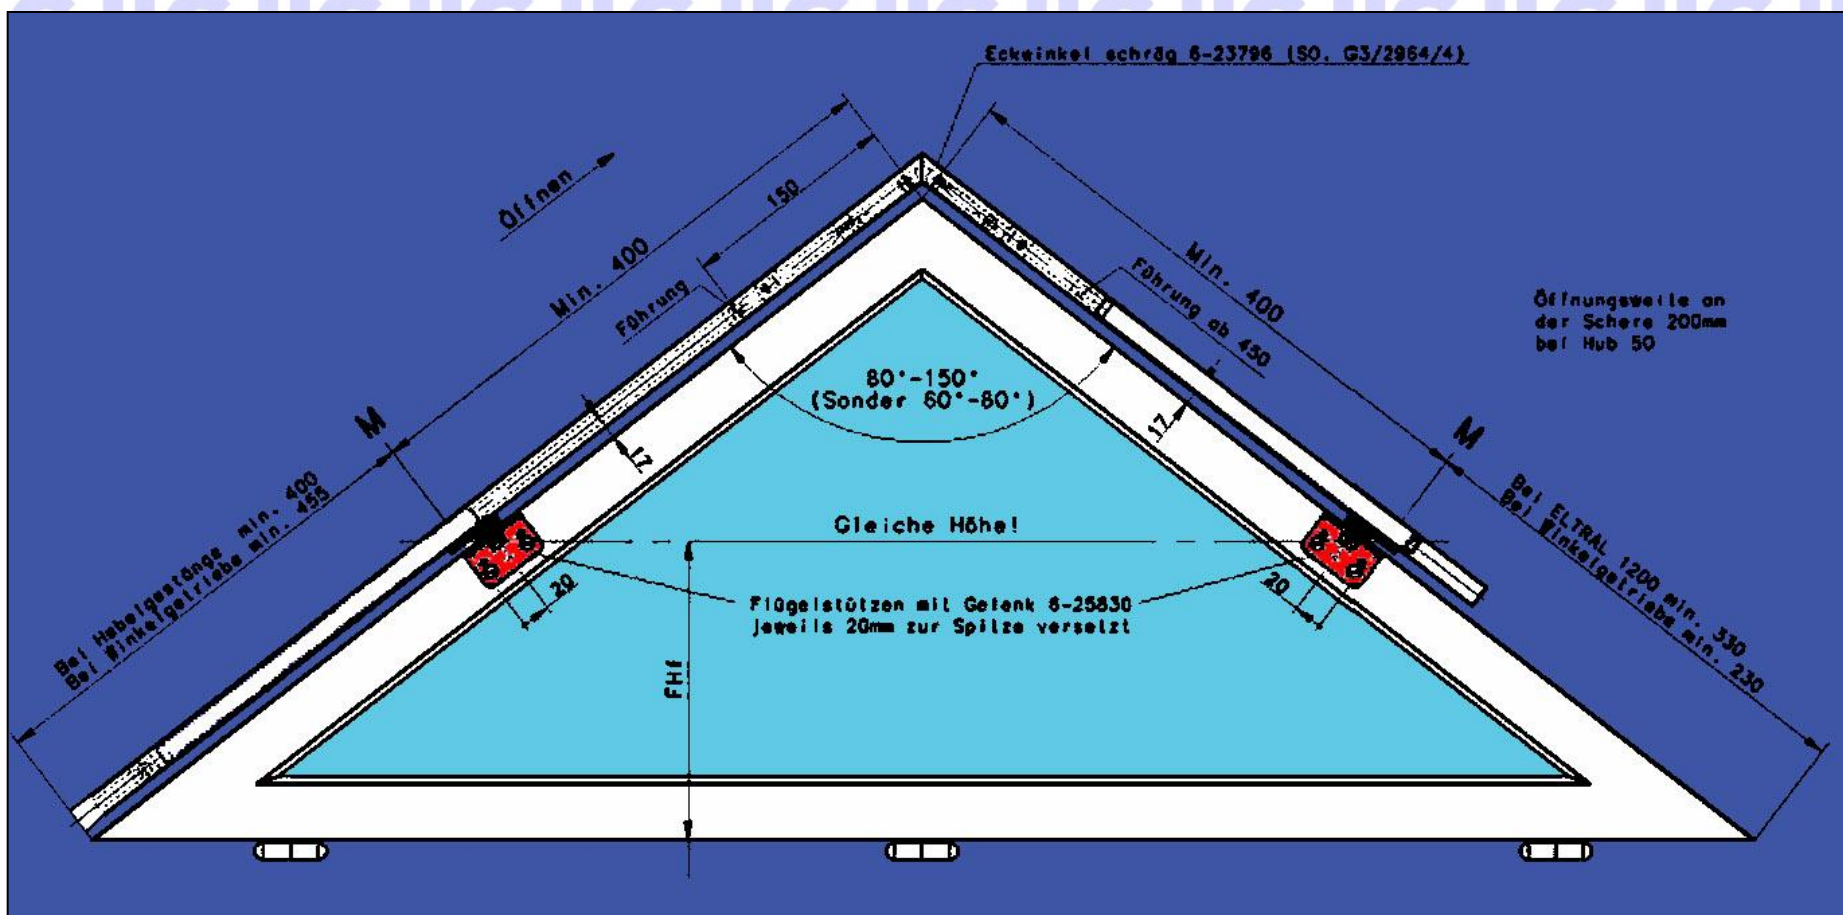 Eckwinkel schräg 6-23796 (SO. G3/2964/4)
Öffnen
150
Min. 400
Führung
Min. 400
Führung ab 450
Öffnungsweite an
der Schere 200mm
bei Hub 50
80°-150°
(Sonder 60°-80°)
M
17
17
M
Bei Hebelgestänge min. 400
Bei Winkelgetriebe min. 455
Gleiche Höhe!
Bei ELTRAL 1200 min. 330
Bei Winkelgetriebe min. 230
20
20
Flügelstützen mit Gelenk 6-25830
jeweils 20mm zur Spitze versetzt
FHf